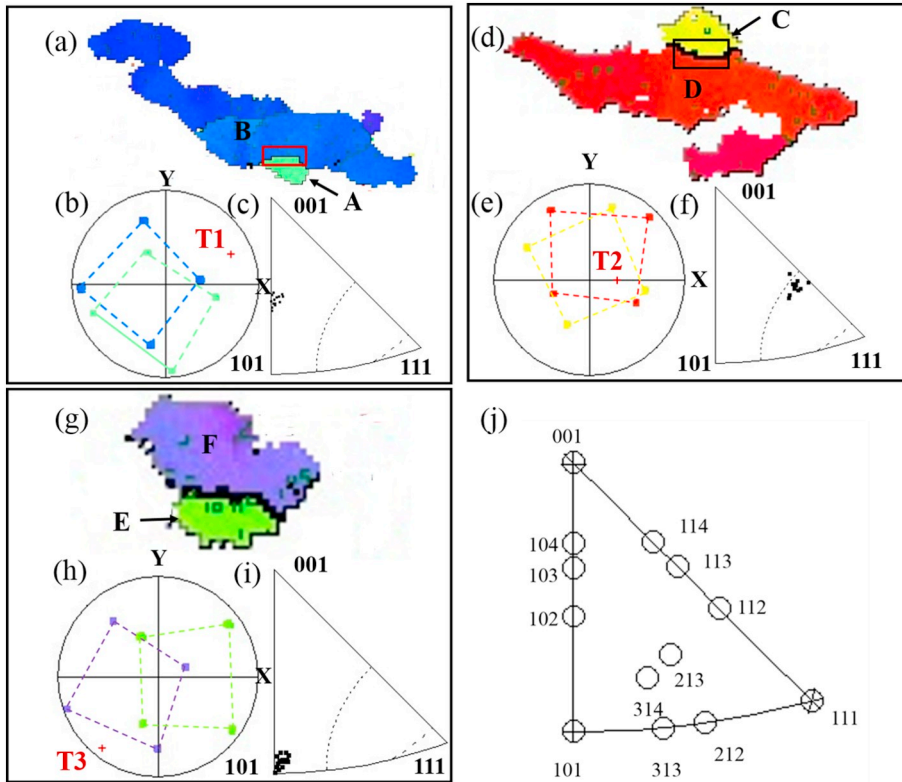 (a)
B
A
(b)
Y
T1
X
(c)
001
101
111
(d)
C
D
(e)
Y
T2
X
(f)
001
101
111
(g)
F
E
(h)
Y
X
T3
(i)
001
101
111
(j)
001
114
104
113
103
112
102
213
314
111
212
101
313